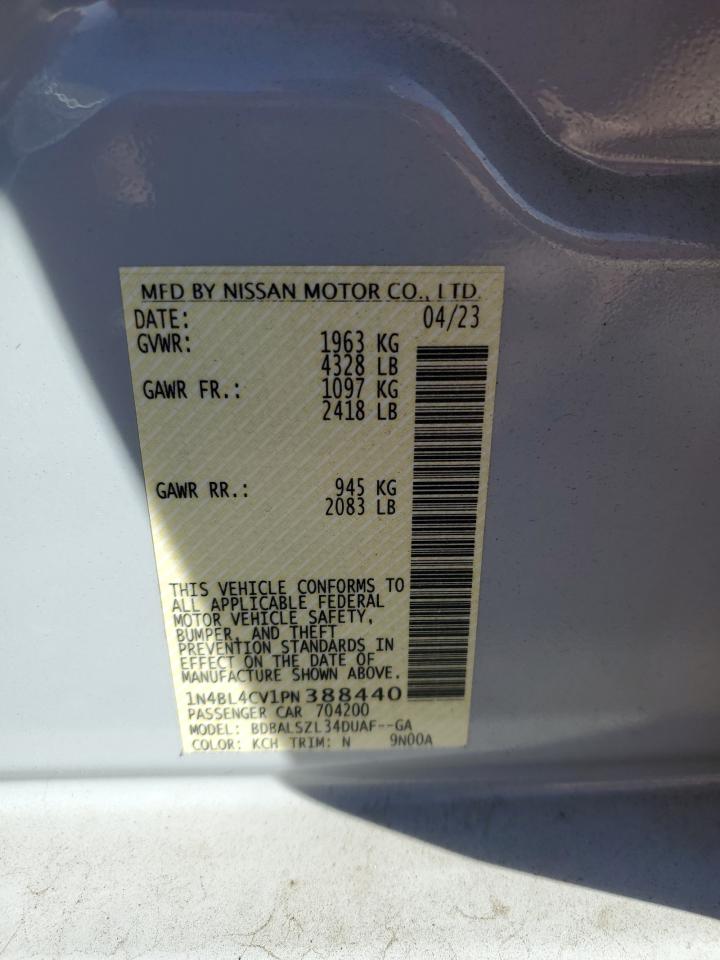 MFD BY NISSAN MOTOR CO., LTD.
DATE: 04/23
GVWR: 1963 KG
4328 LB
GAWR FR.: 1097 KG
2418 LB
GAWR RR.: 945 KG
2083 LB
THIS VEHICLE CONFORMS TO
ALL APPLICABLE FEDERAL
MOTOR VEHICLE SAFETY,
BUMPER, AND THEFT
PREVENTION STANDARDS IN
EFFECT ON THE DATE OF
MANUFACTURE SHOWN ABOVE.
1N4BL4CV1PN388440
PASSENGER CAR 704200
MODEL: BDBALSZL34DUAF--GA
COLOR: KCH TRIM: N 9N00A